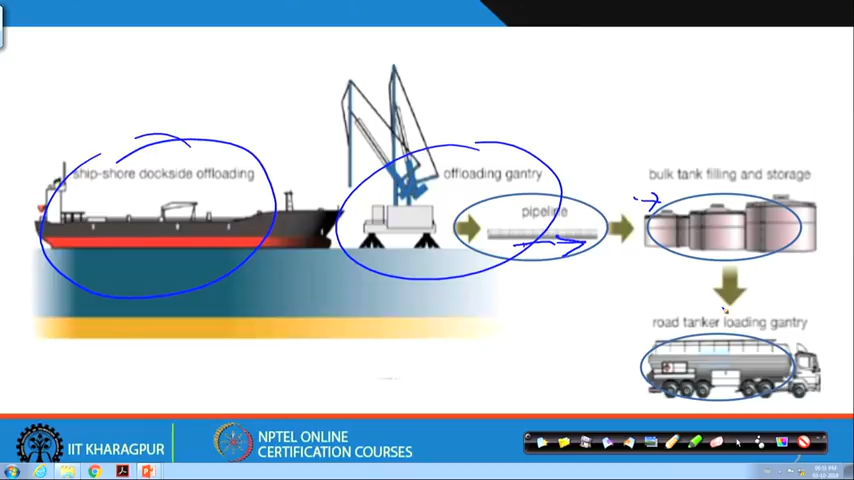 ship-shore dockside offloading
offloading gantry
bulk tank filling and storage
pipeline
road tanker loading gantry
IIT KHARAGPUR
NPTEL ONLINE
CERTIFICATION COURSES